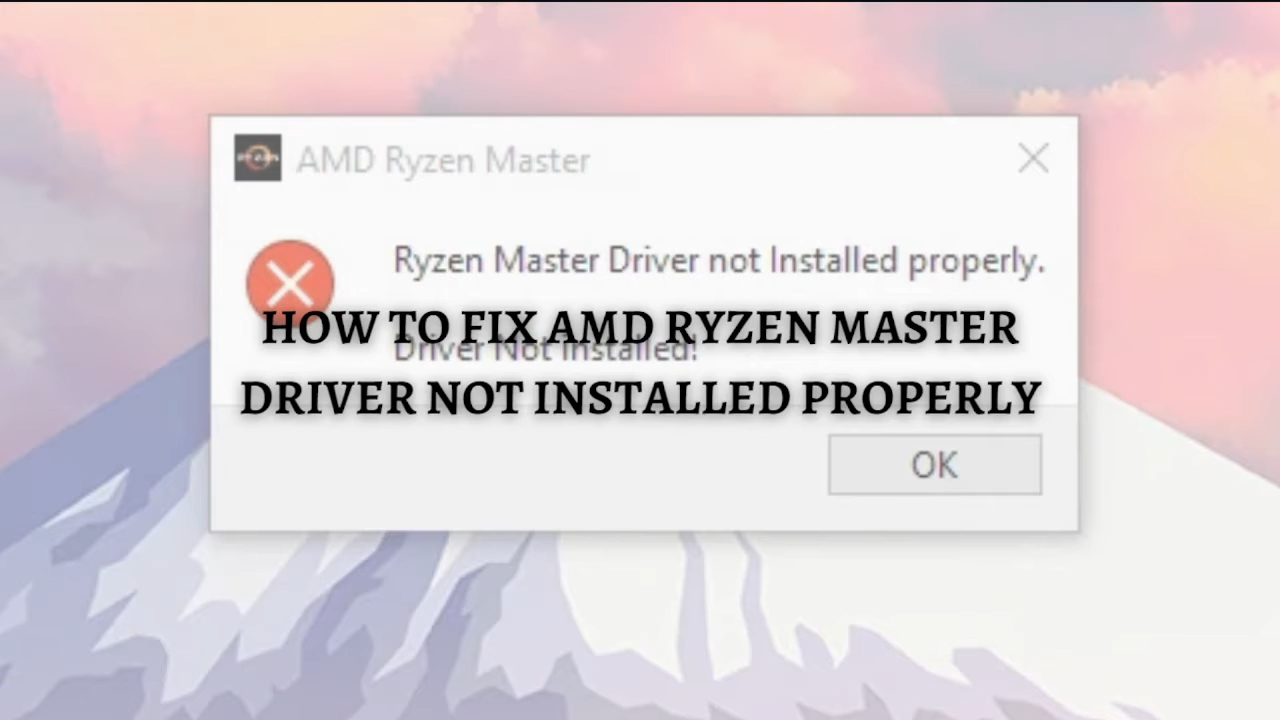 AMD Ryzen Master
Ryzen Master Driver not Installed properly.
HOW TO FIX AMD RYZEN MASTER
Driver Not Installed!
DRIVER NOT INSTALLED PROPERLY
OK